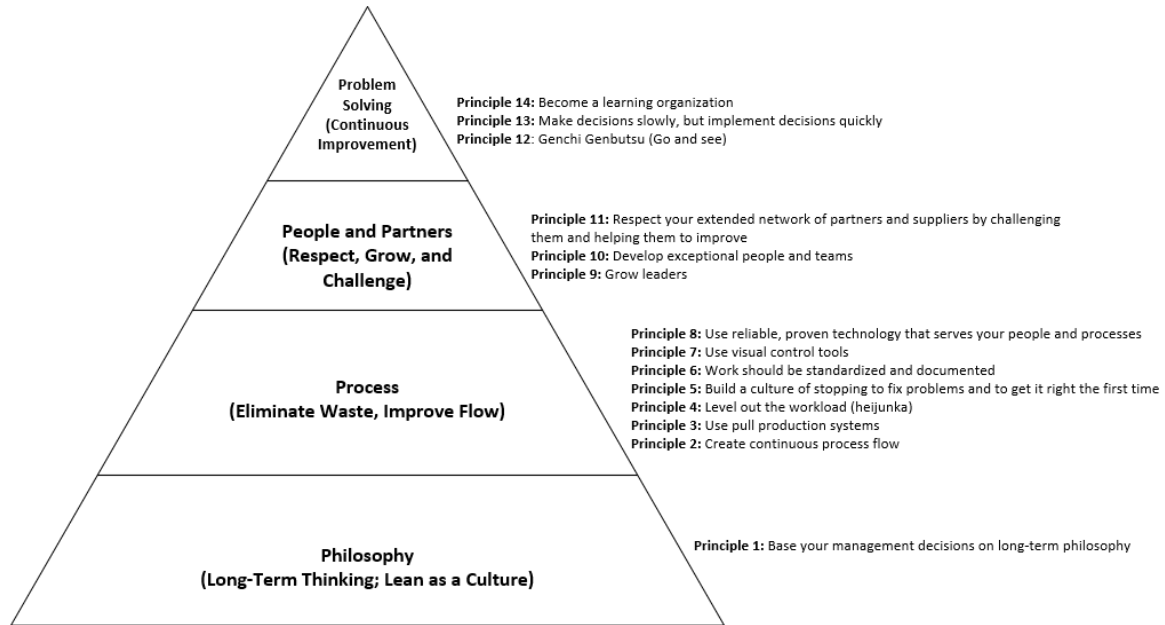 Problem
Solving
(Continuous
Improvement)
Principle 14: Become a learning organization
Principle 13: Make decisions slowly, but implement decisions quickly
Principle 12: Genchi Genbutsu (Go and see)
People and Partners
(Respect, Grow, and
Challenge)
Principle 11: Respect your extended network of partners and suppliers by challenging
them and helping them to improve
Principle 10: Develop exceptional people and teams
Principle 9: Grow leaders
Process
(Eliminate Waste, Improve Flow)
Principle 8: Use reliable, proven technology that serves your people and processes
Principle 7: Use visual control tools
Principle 6: Work should be standardized and documented
Principle 5: Build a culture of stopping to fix problems and to get it right the first time
Principle 4: Level out the workload (heijunka)
Principle 3: Use pull production systems
Principle 2: Create continuous process flow
Philosophy
(Long-Term Thinking; Lean as a Culture)
Principle 1: Base your management decisions on long-term philosophy